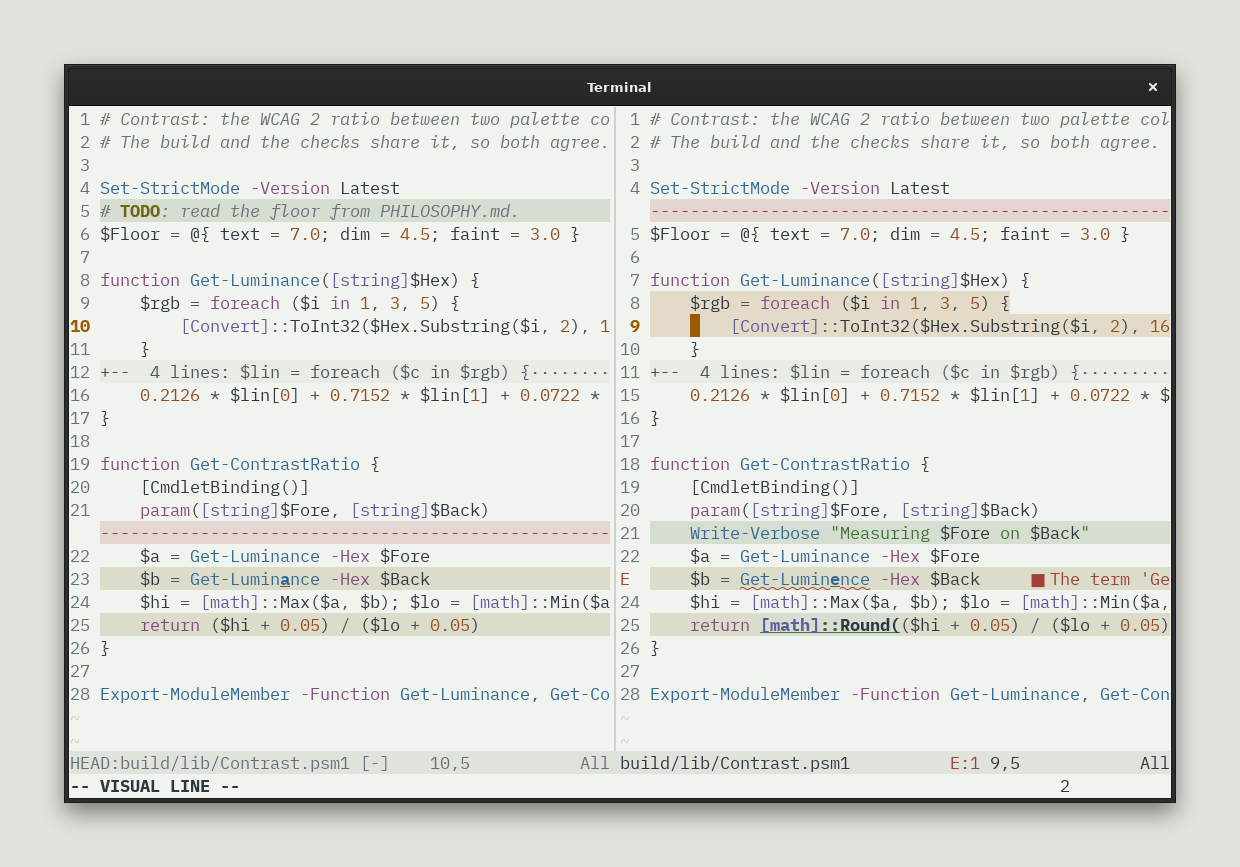 Terminal ×
1 # Contrast: the WCAG 2 ratio between two palette co
2 # The build and the checks share it, so both agree.
3
4 Set-StrictMode -Version Latest
5 # TODO: read the floor from PHILOSOPHY.md.
6 $Floor = @{ text = 7.0; dim = 4.5; faint = 3.0 }
7
8 function Get-Luminance([string]$Hex) {
9     $rgb = foreach ($i in 1, 3, 5) {
10         [Convert]::ToInt32($Hex.Substring($i, 2), 1
11     }
12 +--  4 lines: $lin = foreach ($c in $rgb) {········
16     0.2126 * $lin[0] + 0.7152 * $lin[1] + 0.0722 *
17 }
18
19 function Get-ContrastRatio {
20     [CmdletBinding()]
21     param([string]$Fore, [string]$Back)
---------------------------------------------------
22     $a = Get-Luminance -Hex $Fore
23     $b = Get-Luminance -Hex $Back
24     $hi = [math]::Max($a, $b); $lo = [math]::Min($a
25     return ($hi + 0.05) / ($lo + 0.05)
26 }
27
28 Export-ModuleMember -Function Get-Luminance, Get-Co
~
~
HEAD:build/lib/Contrast.psm1 [-]    10,5           All
1 # Contrast: the WCAG 2 ratio between two palette col
2 # The build and the checks share it, so both agree.
3
4 Set-StrictMode -Version Latest
----------------------------------------------------
5 $Floor = @{ text = 7.0; dim = 4.5; faint = 3.0 }
6
7 function Get-Luminance([string]$Hex) {
8     $rgb = foreach ($i in 1, 3, 5) {
9         [Convert]::ToInt32($Hex.Substring($i, 2), 16
10     }
11 +--  4 lines: $lin = foreach ($c in $rgb) {·········
15     0.2126 * $lin[0] + 0.7152 * $lin[1] + 0.0722 * $
16 }
17
18 function Get-ContrastRatio {
19     [CmdletBinding()]
20     param([string]$Fore, [string]$Back)
21     Write-Verbose "Measuring $Fore on $Back"
22     $a = Get-Luminance -Hex $Fore
E     $b = Get-Luminence -Hex $Back     ■ The term 'Ge
24     $hi = [math]::Max($a, $b); $lo = [math]::Min($a,
25     return [math]::Round(($hi + 0.05) / ($lo + 0.05)
26 }
27
28 Export-ModuleMember -Function Get-Luminance, Get-Con
~
~
build/lib/Contrast.psm1          E:1 9,5            All
-- VISUAL LINE --                                  2